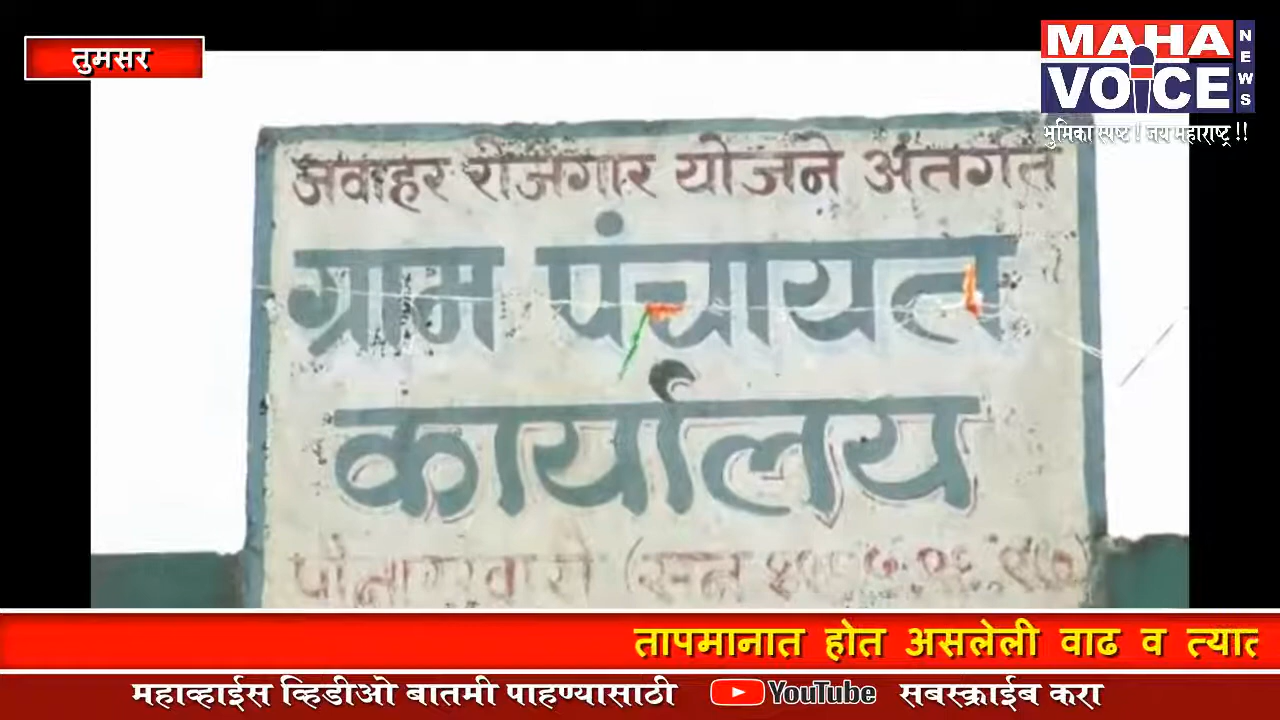 तुमसर
MAHA
VOICE
NEWS
भुमिका स्पष्ट ! जय महाराष्ट्र !!
जवाहर रोजगार योजने अंतर्गत
ग्राम पंचायत
कार्यालय
(सन
तापमानात होत असलेली वाढ व
महाव्हाईस व्हिडीओ बातमी पाहण्यासाठी YouTube सबस्क्राईब करा